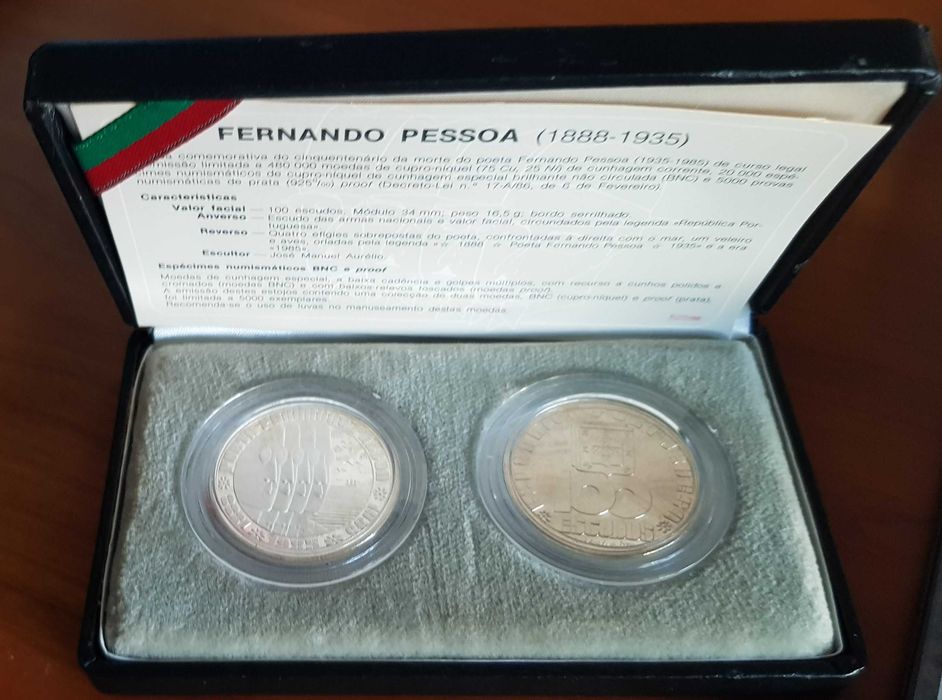 FERNANDO PESSOA (1888-1935)
comemorativa do cinquentenário da morte do poeta Fernando Pessoa (1935-1985) de curso legal
emissão limitada a 480 000 moedas de cupro-níquel (75 Cu, 25 Ni) de cunhagem corrente, 20 000 espé-
cimes numismáticos de cupro-níquel de cunhagem especial brilhante não circulada (BNC) e 5000 provas
numismáticas de prata (925‰) proof (Decreto-Lei n.º 17-A/86, de 6 de Fevereiro).
Características
Valor facial — 100 escudos. Módulo 34 mm; peso 16,5 g; bordo serrilhado.
Anverso — Escudo das armas nacionais e valor facial, circundados pela legenda «República Por-
tuguesa».
Reverso — Quatro efígies sobrepostas do poeta, confrontadas à direita com o mar, um veleiro
e aves, orladas pela legenda «☆ 1888 ☆ Poeta Fernando Pessoa ☆ 1935» e a era
«1985».
Escultor — José Manuel Aurélio.
Espécimes numismáticos BNC e proof
Moedas de cunhagem especial, a baixa cadência e golpes múltiplos, com recurso a cunhos polidos e
cromados (moedas BNC) e com baixos-relevos foscados (moedas proof).
A emissão destes estojos contendo uma colecção de duas moedas, BNC (cupro-níquel) e proof (prata),
foi limitada a 5000 exemplares.
Recomenda-se o uso de luvas no manuseamento destas moedas.